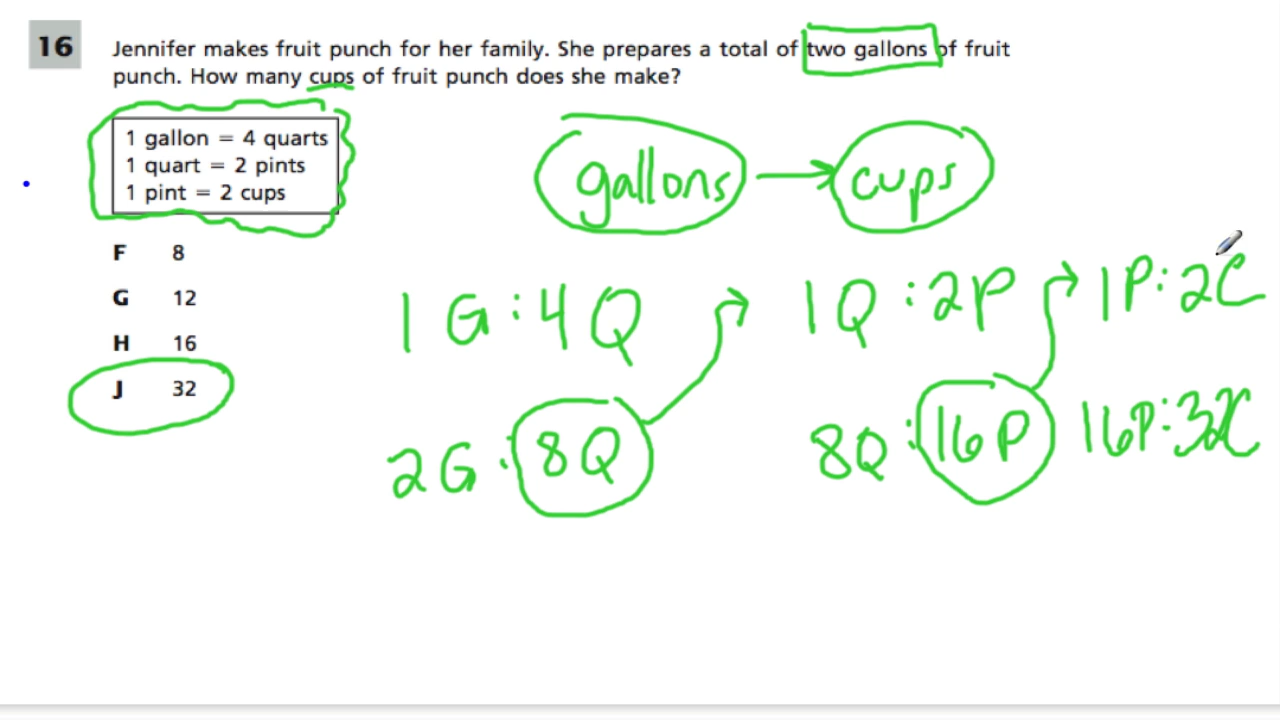 16 Jennifer makes fruit punch for her family. She prepares a total of two gallons of fruit
punch. How many cups of fruit punch does she make?
1 gallon = 4 quarts
1 quart = 2 pints
1 pint = 2 cups
gallons → cups
F 8
G 12
H 16
J 32
1G:4Q 1Q:2P 1P:2C
2G:8Q 8Q:16P 16P:32C